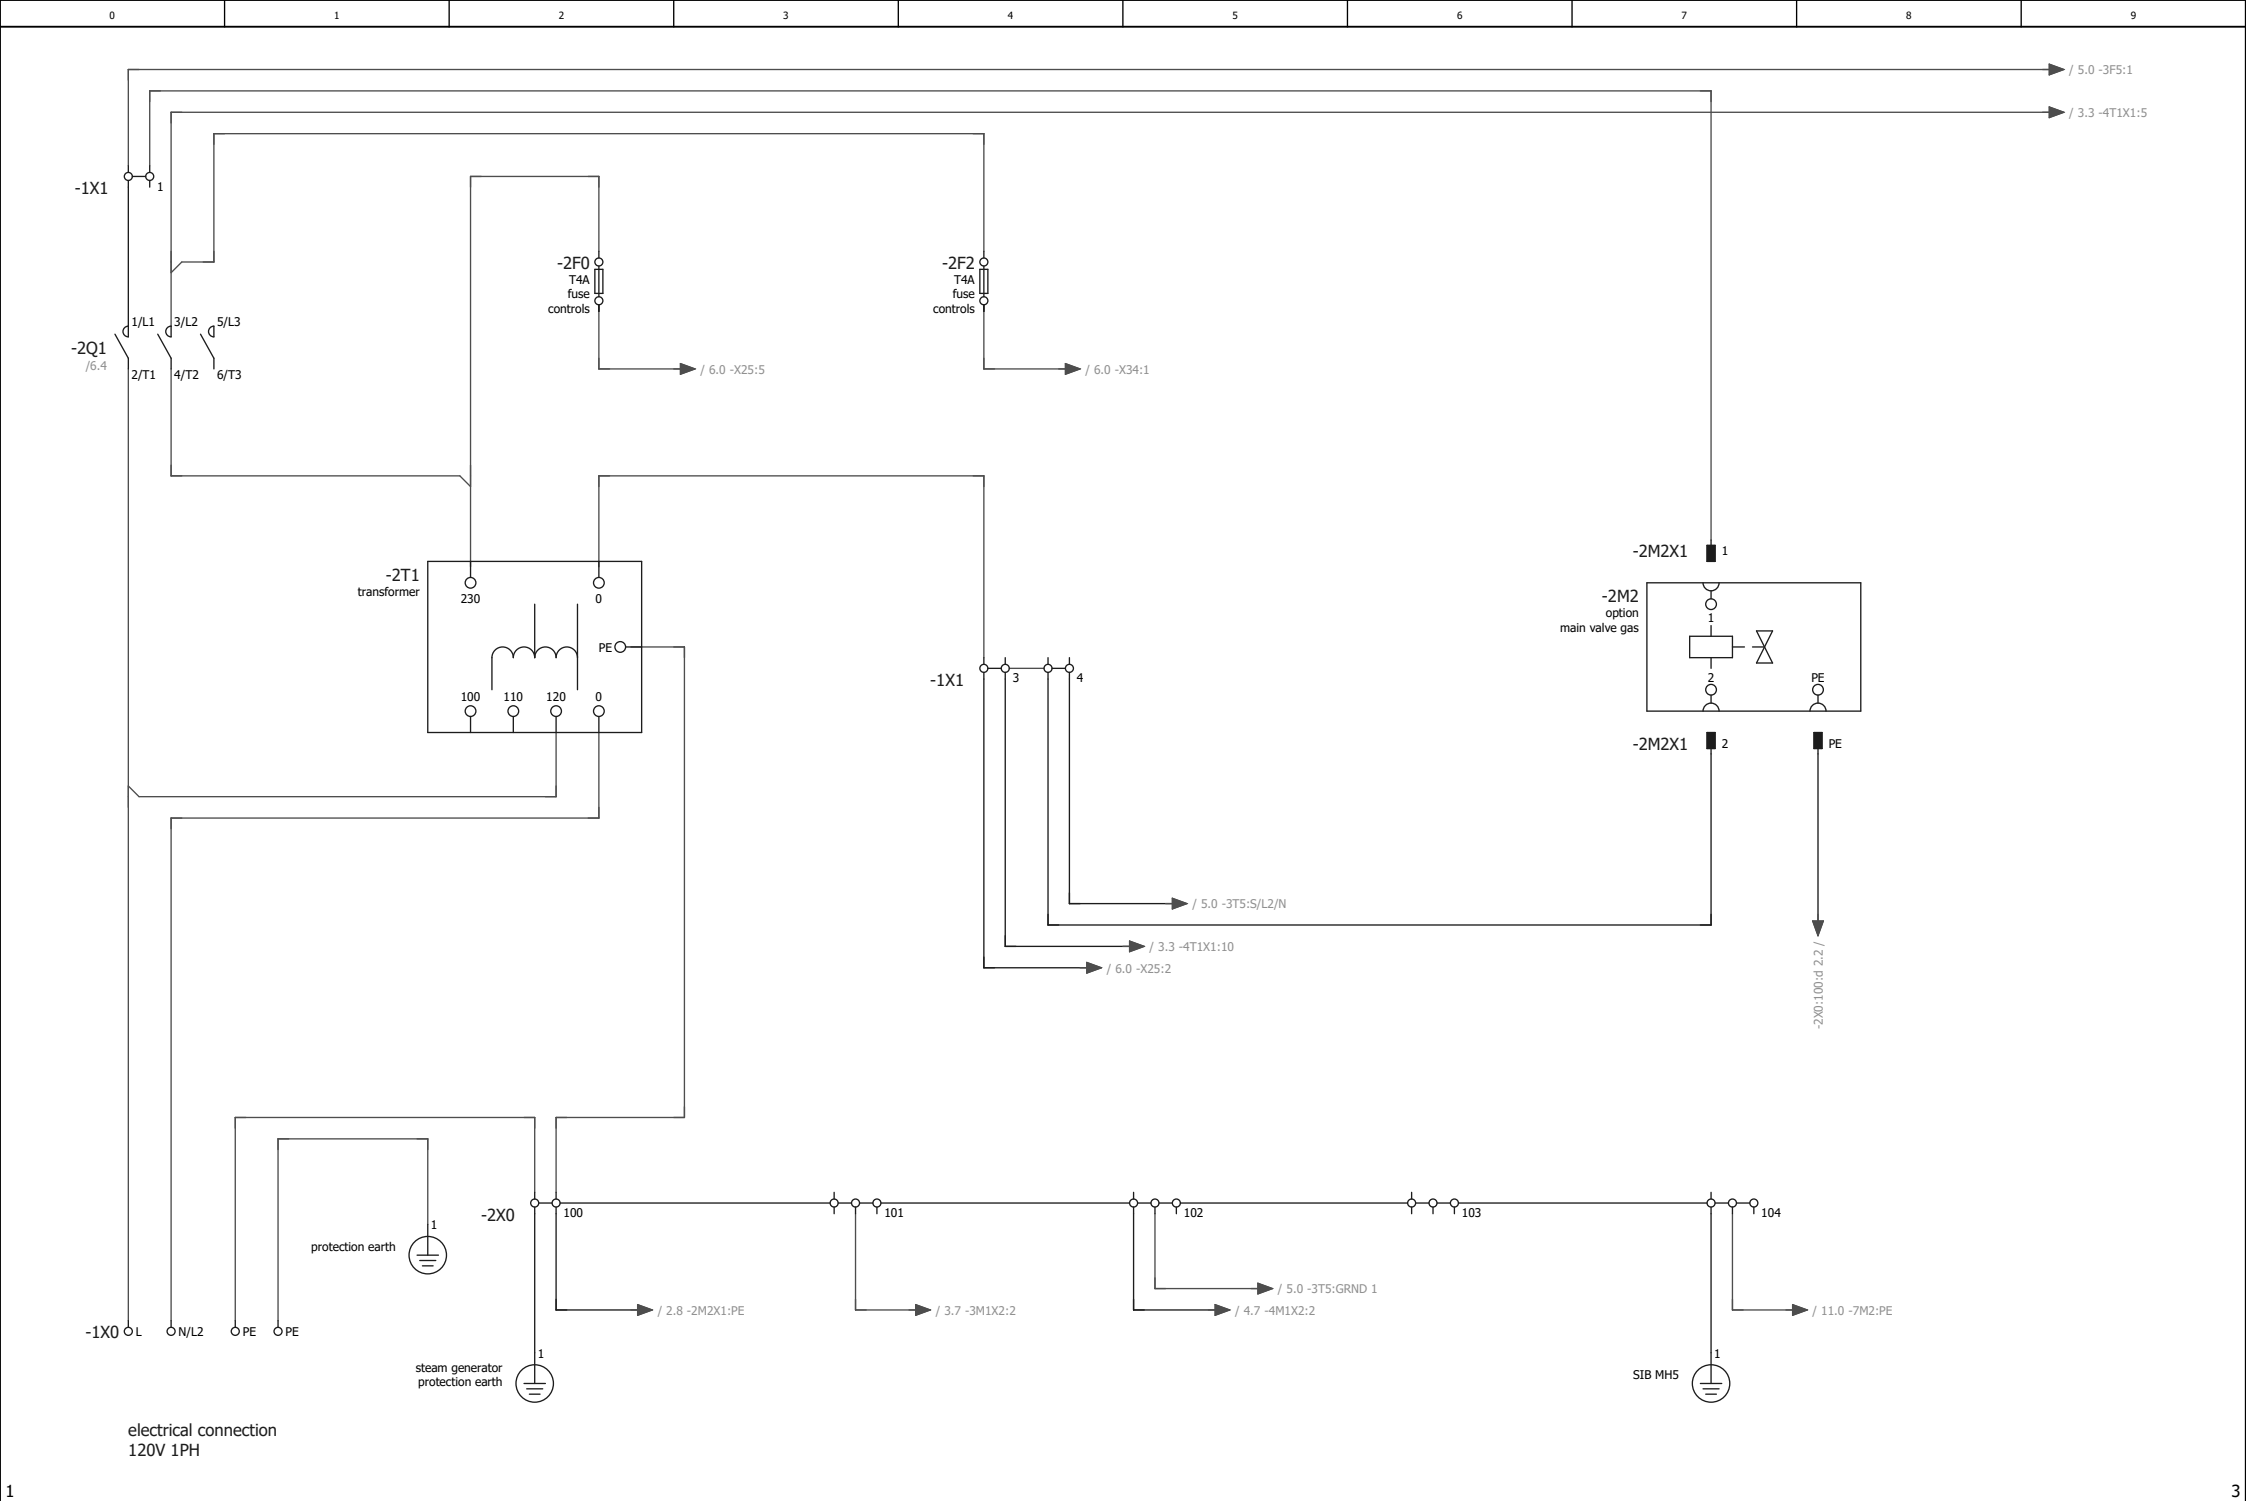 0 1 2 3 4 5 6 7 8 9
/ 5.0 -3F5:1
/ 3.3 -4T1X1:5
-1X1
1
-2F0
T4A
fuse
controls
-2F2
T4A
fuse
controls
1/L1 3/L2 5/L3
-2Q1
/6.4
2/T1 4/T2 6/T3
/ 6.0 -X25:5
/ 6.0 -X34:1
-2T1
transformer
230 0
PE
100 110 120 0
-1X1
3 4
-2M2X1
1
-2M2
option
main valve gas
1
2
PE
-2M2X1
2
PE
/ 5.0 -3T5:S/L2/N
/ 3.3 -4T1X1:10
/ 6.0 -X25:2
-2X0:100:d 2.2 /
-2X0
100 101 102 103 104
1
protection earth
/ 5.0 -3T5:GRND 1
/ 2.8 -2M2X1:PE
/ 3.7 -3M1X2:2
/ 4.7 -4M1X2:2
/ 11.0 -7M2:PE
-1X0 L N/L2 PE PE
1
steam generator
protection earth
1
SIB MH5
electrical connection
120V 1PH
1
3